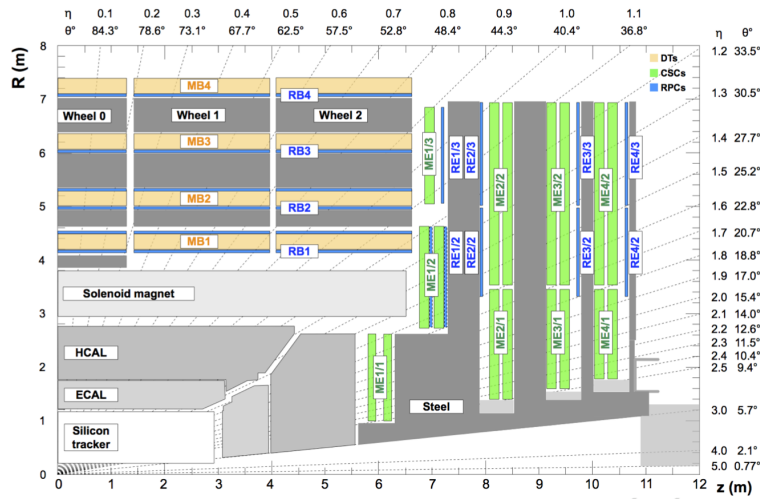 η 0.1 0.2 0.3 0.4 0.5 0.6 0.7 0.8 0.9 1.0 1.1 η θ°
θ° 84.3° 78.6° 73.1° 67.7° 62.5° 57.5° 52.8° 48.4° 44.3° 40.4° 36.8°
R (m)
8
7
6
5
4
3
2
1
0
1.2 33.5°
1.3 30.5°
1.4 27.7°
1.5 25.2°
1.6 22.8°
1.7 20.7°
1.8 18.8°
1.9 17.0°
2.0 15.4°
2.1 14.0°
2.2 12.6°
2.3 11.5°
2.4 10.4°
2.5 9.4°
3.0 5.7°
4.0 2.1°
5.0 0.77°
DTs
CSCs
RPCs
MB4
RB4
Wheel 0
Wheel 1
Wheel 2
MB3
RB3
MB2
RB2
MB1
RB1
Solenoid magnet
HCAL
ECAL
Silicon
tracker
Steel
ME1/3
RE1/3
RE2/3
ME2/2
ME3/2
RE3/3
ME4/2
RE4/3
ME1/2
RE1/2
RE2/2
RE3/2
RE4/2
ME1/1
ME2/1
ME3/1
ME4/1
0 1 2 3 4 5 6 7 8 9 10 11 12
z (m)